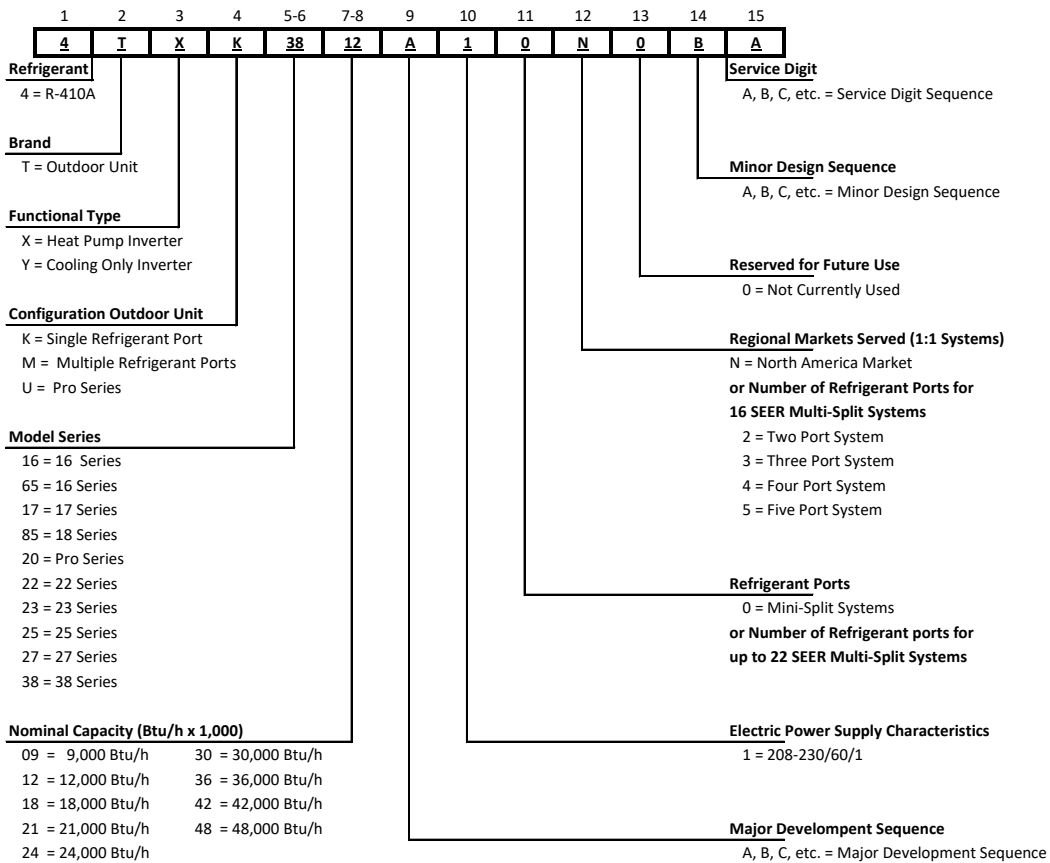 1 2 3 4 5-6 7-8 9 10 11 12 13 14 15
4 T X K 38 12 A 1 0 N 0 B A
Refrigerant
4 = R-410A
Brand
T = Outdoor Unit
Functional Type
X = Heat Pump Inverter
Y = Cooling Only Inverter
Configuration Outdoor Unit
K = Single Refrigerant Port
M = Multiple Refrigerant Ports
U = Pro Series
Model Series
16 = 16 Series
65 = 16 Series
17 = 17 Series
85 = 18 Series
20 = Pro Series
22 = 22 Series
23 = 23 Series
25 = 25 Series
27 = 27 Series
38 = 38 Series
Nominal Capacity (Btu/h x 1,000)
09 = 9,000 Btu/h 30 = 30,000 Btu/h
12 = 12,000 Btu/h 36 = 36,000 Btu/h
18 = 18,000 Btu/h 42 = 42,000 Btu/h
21 = 21,000 Btu/h 48 = 48,000 Btu/h
24 = 24,000 Btu/h
Service Digit
A, B, C, etc. = Service Digit Sequence
Minor Design Sequence
A, B, C, etc. = Minor Design Sequence
Reserved for Future Use
0 = Not Currently Used
Regional Markets Served (1:1 Systems)
N = North America Market
or Number of Refrigerant Ports for
16 SEER Multi-Split Systems
2 = Two Port System
3 = Three Port System
4 = Four Port System
5 = Five Port System
Refrigerant Ports
0 = Mini-Split Systems
or Number of Refrigerant ports for
up to 22 SEER Multi-Split Systems
Electric Power Supply Characteristics
1 = 208-230/60/1
Major Develompent Sequence
A, B, C, etc. = Major Development Sequence